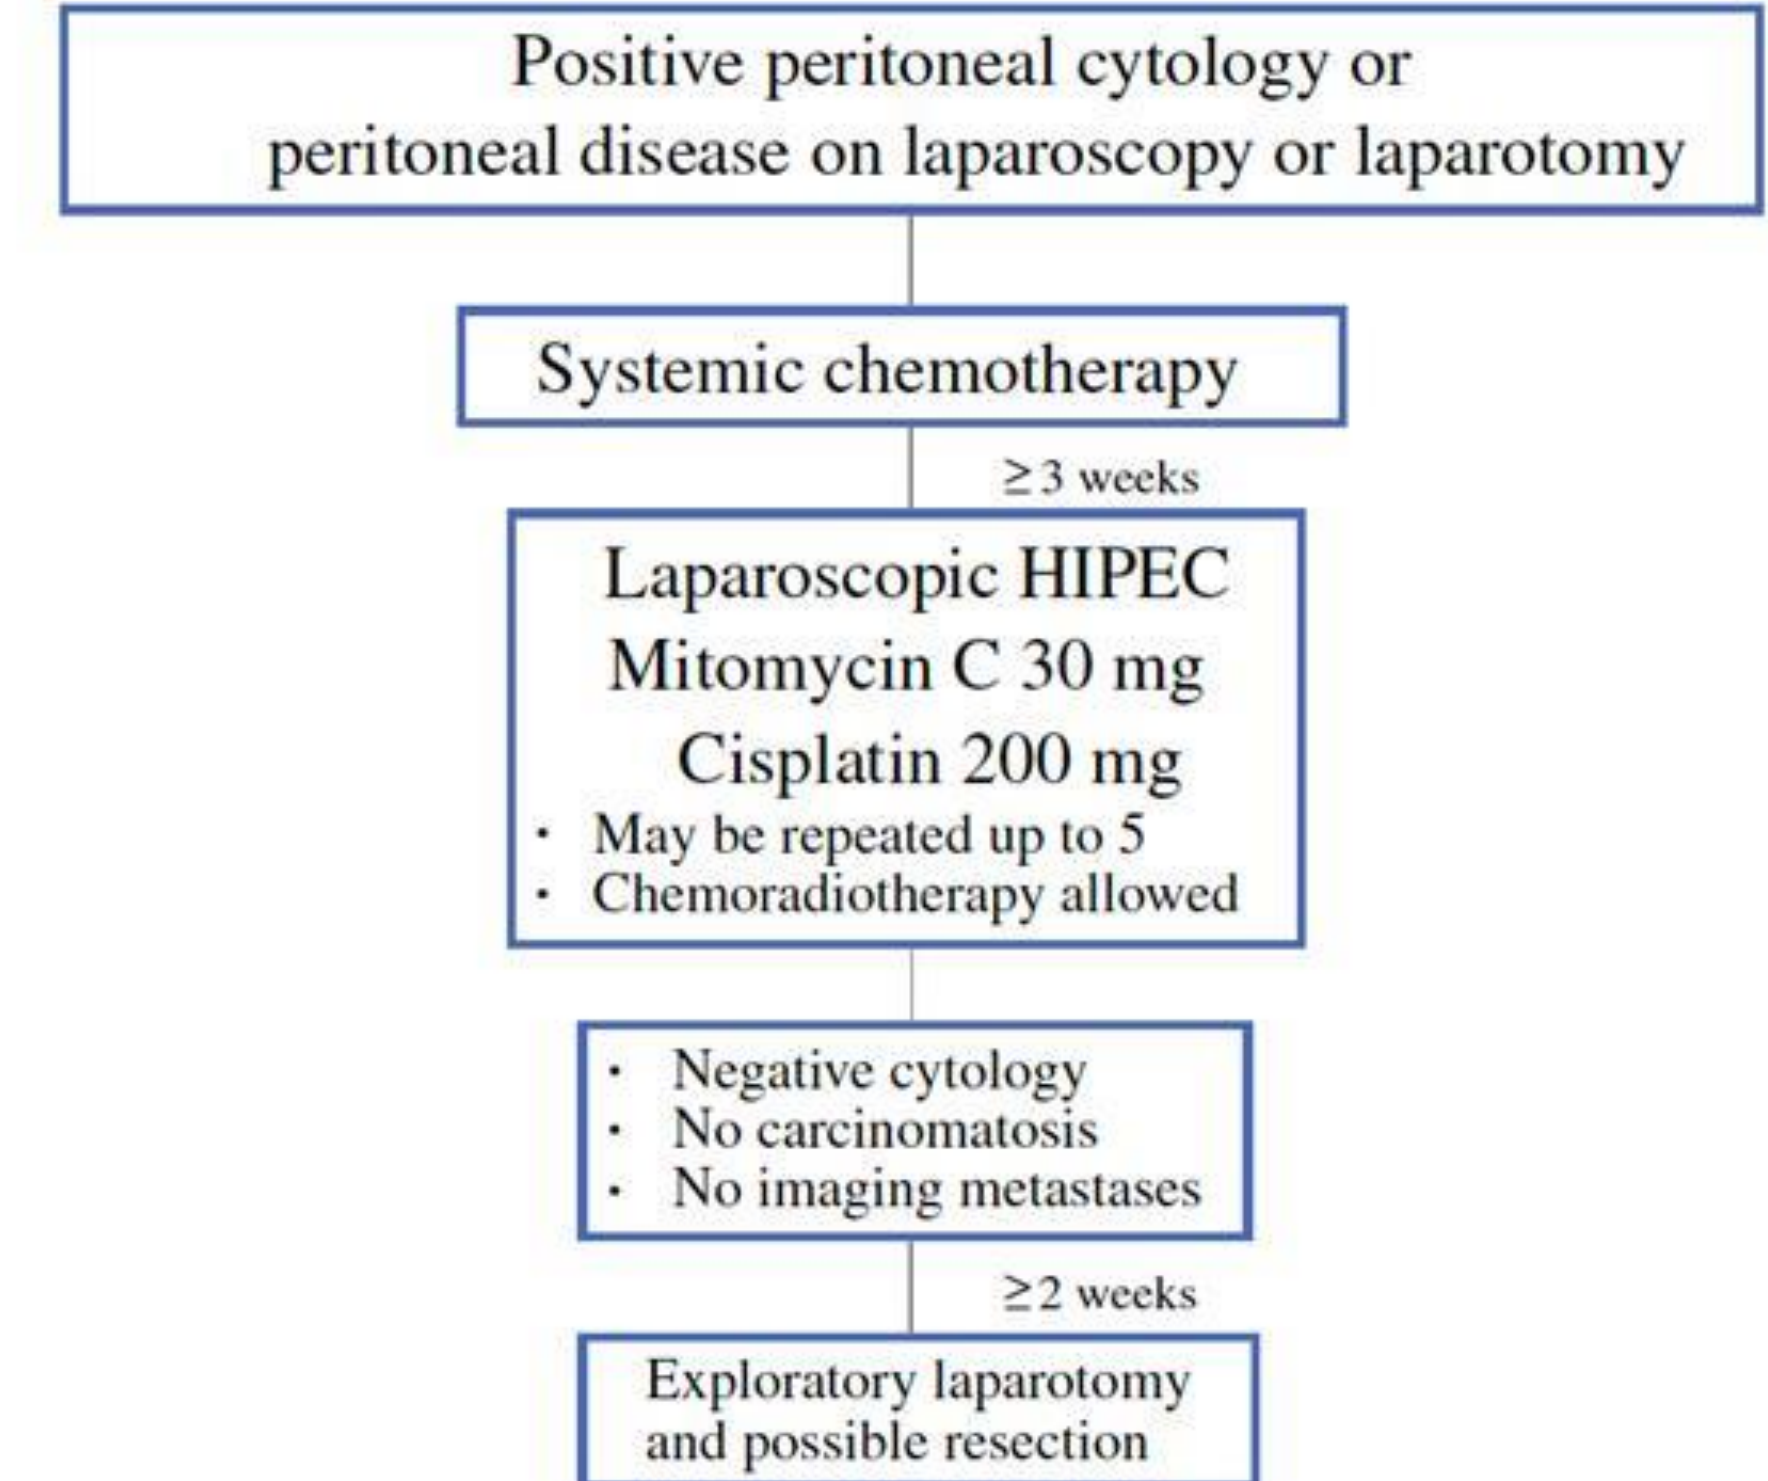 Positive peritoneal cytology or
peritoneal disease on laparoscopy or laparotomy
Systemic chemotherapy
≥3 weeks
Laparoscopic HIPEC
Mitomycin C 30 mg
Cisplatin 200 mg
· May be repeated up to 5
· Chemoradiotherapy allowed
· Negative cytology
· No carcinomatosis
· No imaging metastases
≥2 weeks
Exploratory laparotomy
and possible resection